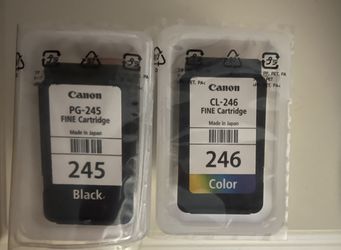 Canon
PG-245
FINE Cartridge
Made in Japan
245
Black
Canon
CL-246
FINE Cartridge
Made in Japan
246
Color